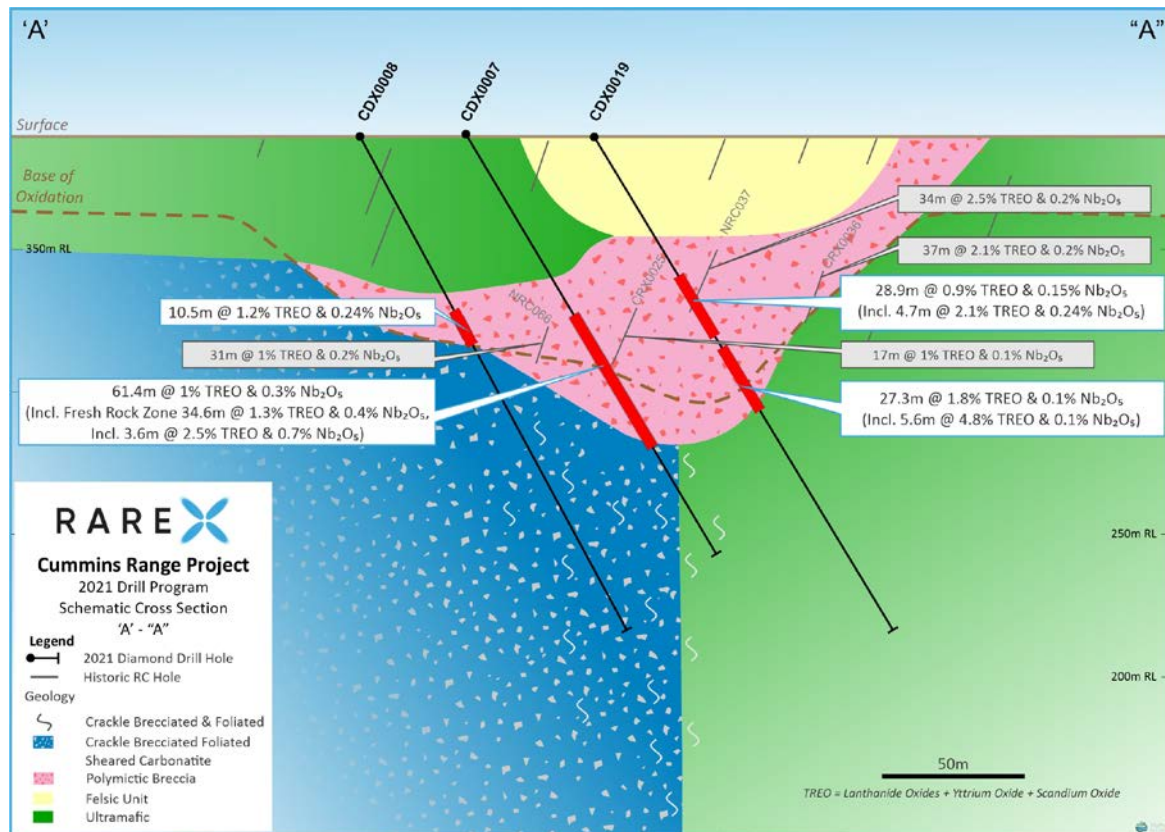 'A'
“A”
CDX0008
CDX0007
CDX0019
Surface
Base of
Oxidation
350m RL
NRC037
CRX0036
CRX0025
NRC066
34m @ 2.5% TREO & 0.2% Nb₂O₅
37m @ 2.1% TREO & 0.2% Nb₂O₅
28.9m @ 0.9% TREO & 0.15% Nb₂O₅
(Incl. 4.7m @ 2.1% TREO & 0.24% Nb₂O₅)
10.5m @ 1.2% TREO & 0.24% Nb₂O₅
31m @ 1% TREO & 0.2% Nb₂O₅
17m @ 1% TREO & 0.1% Nb₂O₅
61.4m @ 1% TREO & 0.3% Nb₂O₅
(Incl. Fresh Rock Zone 34.6m @ 1.3% TREO & 0.4% Nb₂O₅,
Incl. 3.6m @ 2.5% TREO & 0.7% Nb₂O₅)
27.3m @ 1.8% TREO & 0.1% Nb₂O₅
(Incl. 5.6m @ 4.8% TREO & 0.1% Nb₂O₅)
250m RL
200m RL
RAREX
Cummins Range Project
2021 Drill Program
Schematic Cross Section
'A' - “A”
Legend
2021 Diamond Drill Hole
Historic RC Hole
Geology
Crackle Brecciated & Foliated
Crackle Brecciated Foliated
Sheared Carbonatite
Polymictic Breccia
Felsic Unit
Ultramafic
50m
TREO = Lanthanide Oxides + Yttrium Oxide + Scandium Oxide